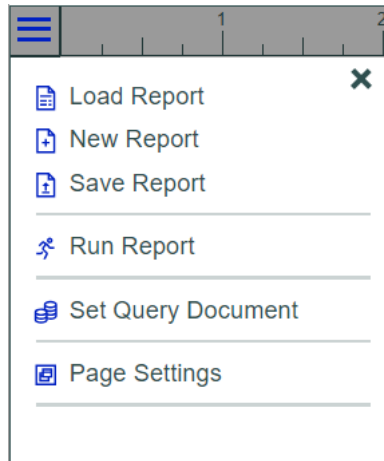 1 2
Load Report
New Report
Save Report
Run Report
Set Query Document
Page Settings